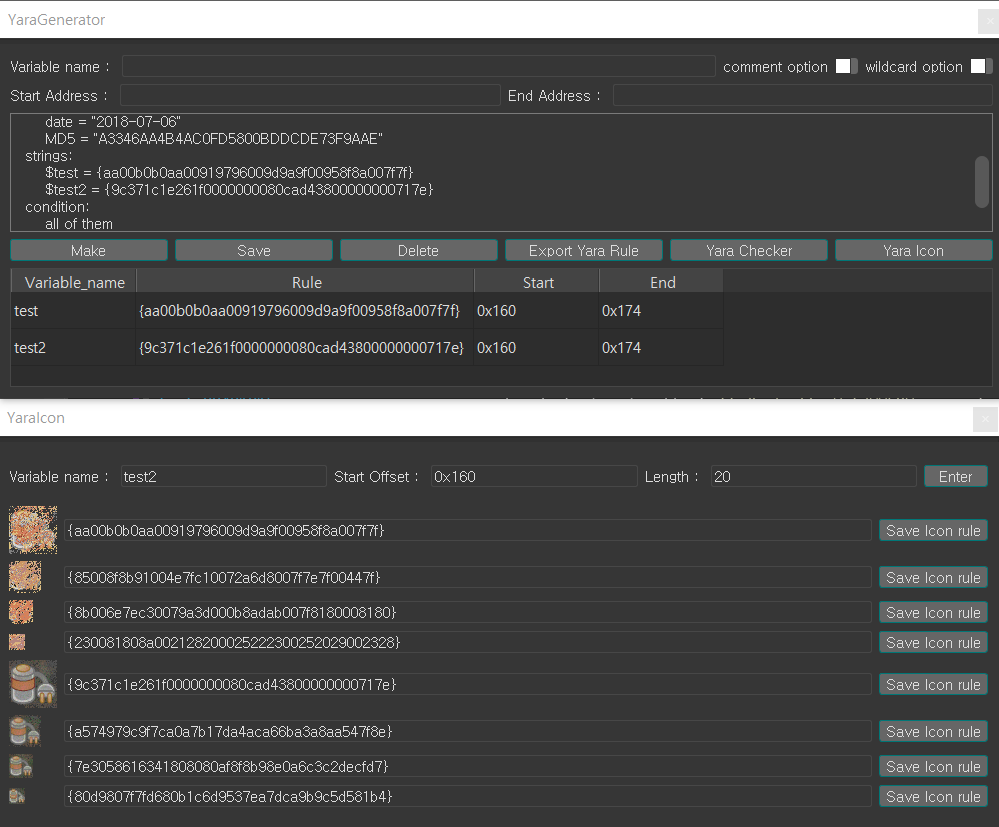 YaraGenerator
Variable name : comment option wildcard option
Start Address : End Address :
date = "2018-07-06"
MD5 = "A3346AA4B4AC0FD5800BDDCDE73F9AAE"
strings:
$test = {aa00b0b0aa00919796009d9a9f00958f8a007f7f}
$test2 = {9c371c1e261f0000000080cad43800000000717e}
condition:
all of them
Make Save Delete Export Yara Rule Yara Checker Yara Icon
Variable_name Rule Start End
test {aa00b0b0aa00919796009d9a9f00958f8a007f7f} 0x160 0x174
test2 {9c371c1e261f0000000080cad43800000000717e} 0x160 0x174
YaraIcon
Variable name : test2 Start Offset : 0x160 Length : 20 Enter
{aa00b0b0aa00919796009d9a9f00958f8a007f7f} Save Icon rule
{85008f8b91004e7fc10072a6d8007f7e7f00447f} Save Icon rule
{8b006e7ec30079a3d000b8adab007f8180008180} Save Icon rule
{230081808a0021282000252223002520290023​28} Save Icon rule
{9c371c1e261f0000000080cad43800000000717e} Save Icon rule
{a574979c9f7ca0a7b17da4aca66ba3a8aa547f8e} Save Icon rule
{7e3058616341808080af8f8b98e0a6c3c2decfd7} Save Icon rule
{80d9807f7fd680b1c6d9537ea7dca9b9c5d581b4} Save Icon rule